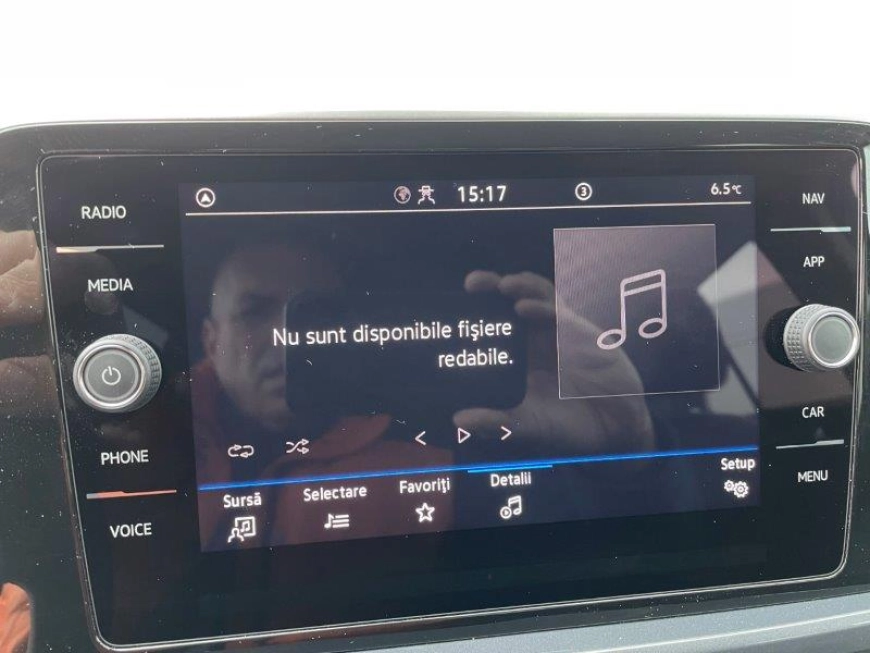 RADIO
MEDIA
PHONE
VOICE
15:17
3
6.5°C
Nu sunt disponibile fişiere
redabile.
Sursă
Selectare
Favoriţi
Detalii
Setup
NAV
APP
CAR
MENU